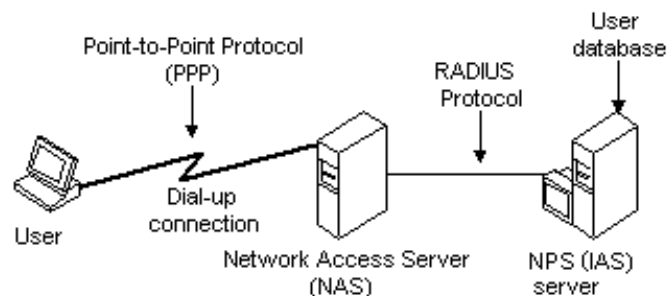 User
database
Point-to-Point Protocol
(PPP)
RADIUS
Protocol
Dial-up
connection
User
Network Access Server
(NAS)
NPS (IAS)
server